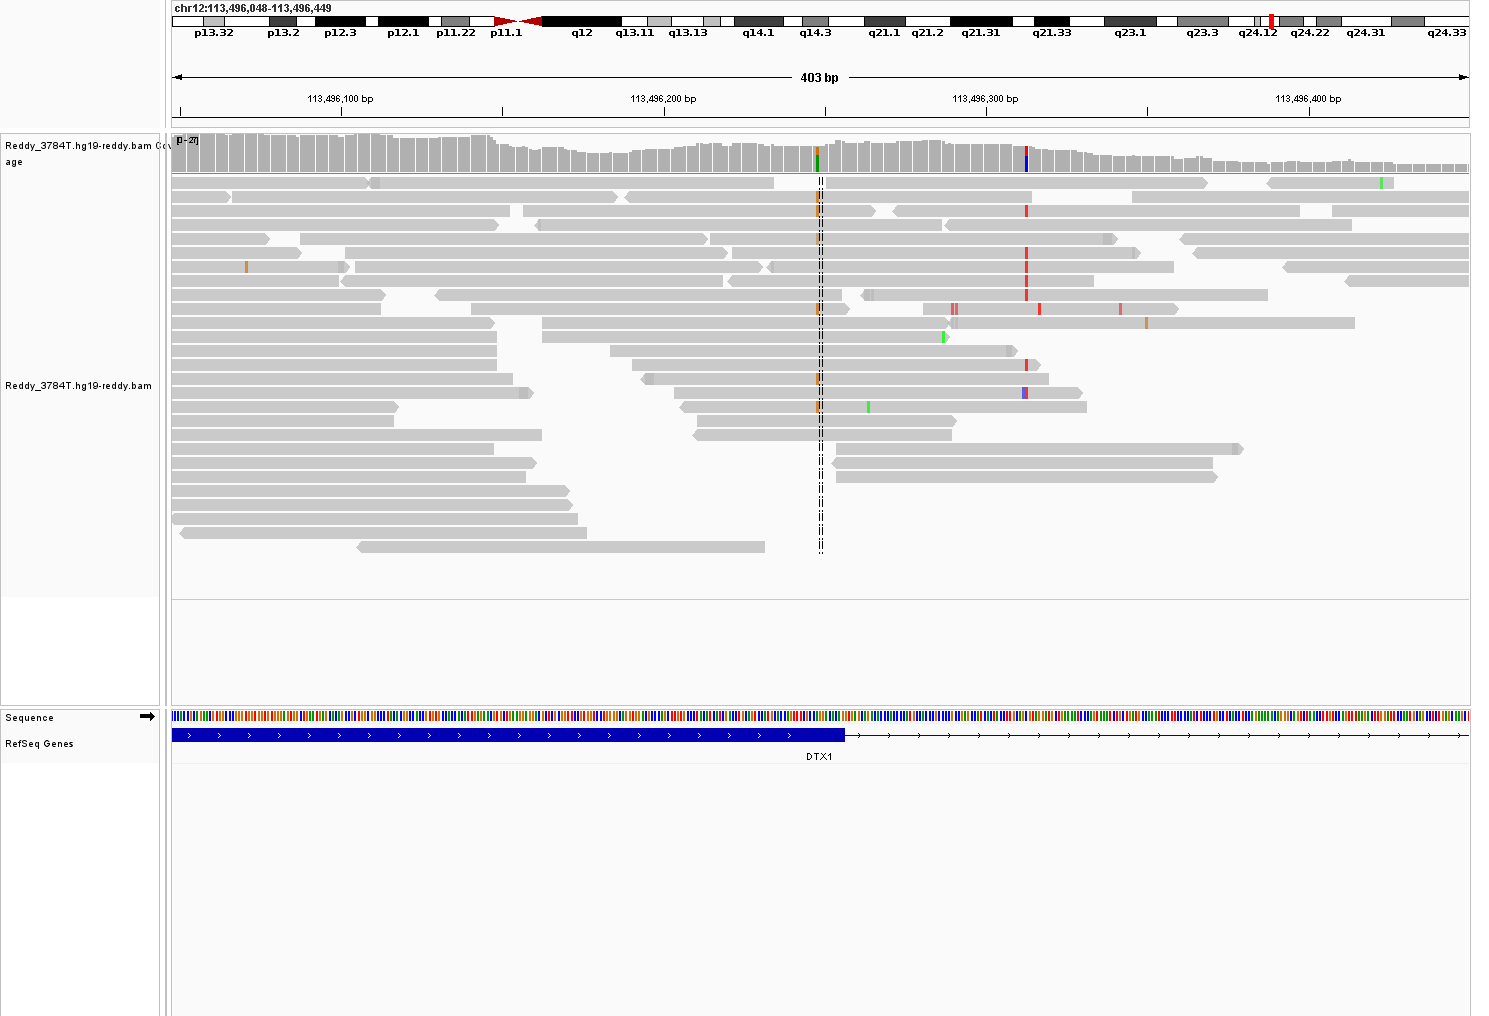 chr12:113,496,048-113,496,449
p13.32 p13.2 p12.3 p12.1 p11.22 p11.1 q12 q13.11 q13.13 q14.1 q14.3 q21.1 q21.2 q21.31 q21.33 q23.1 q23.3 q24.12 q24.22 q24.31 q24.33
403 bp
113,496,100 bp 113,496,200 bp 113,496,300 bp 113,496,400 bp
[0 - 27]
Reddy_3784T.hg19-reddy.bam Cov
age
Reddy_3784T.hg19-reddy.bam
Sequence
RefSeq Genes
DTX1